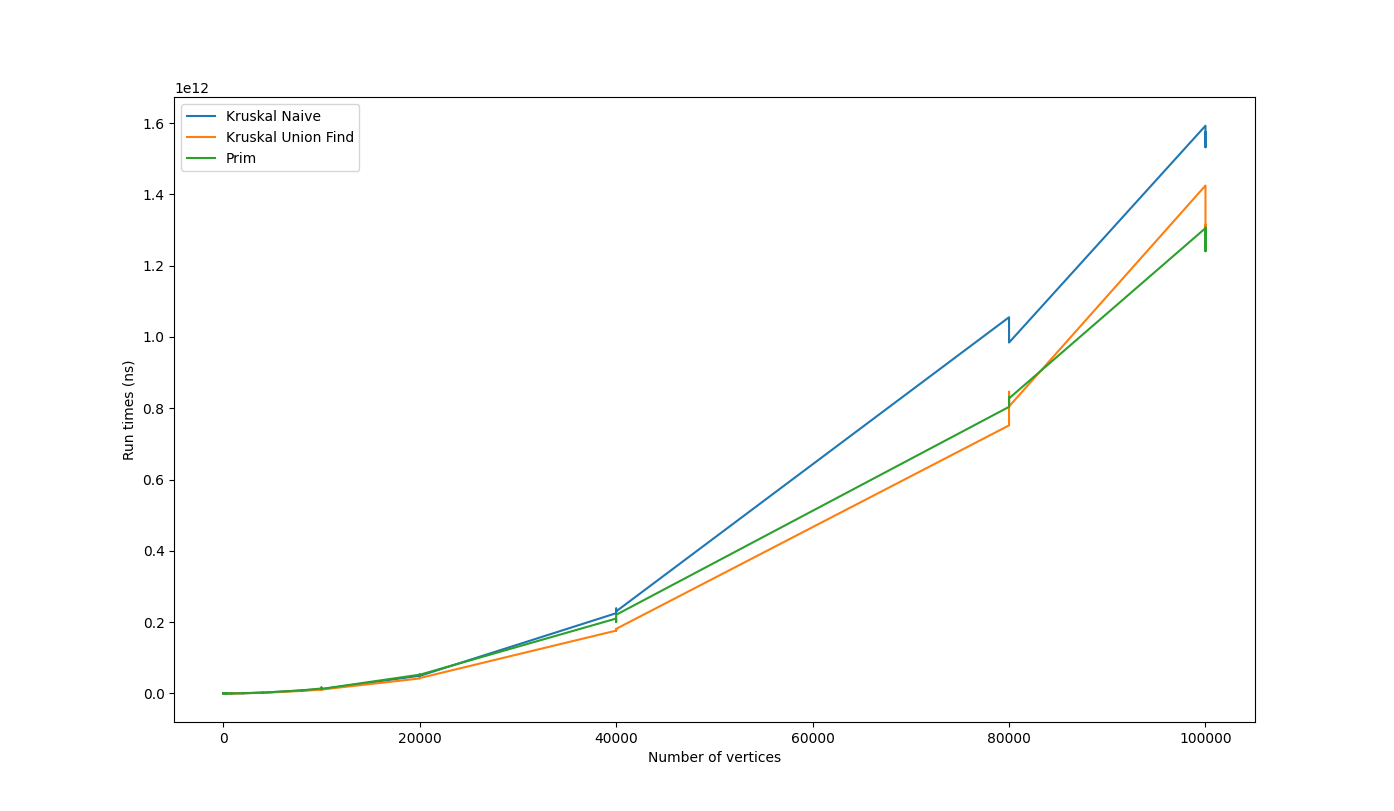 1e12
Kruskal Naive
Kruskal Union Find
Prim
1.6
1.4
1.2
1.0
0.8
0.6
0.4
0.2
0.0
Run times (ns)
0 20000 40000 60000 80000 100000
Number of vertices